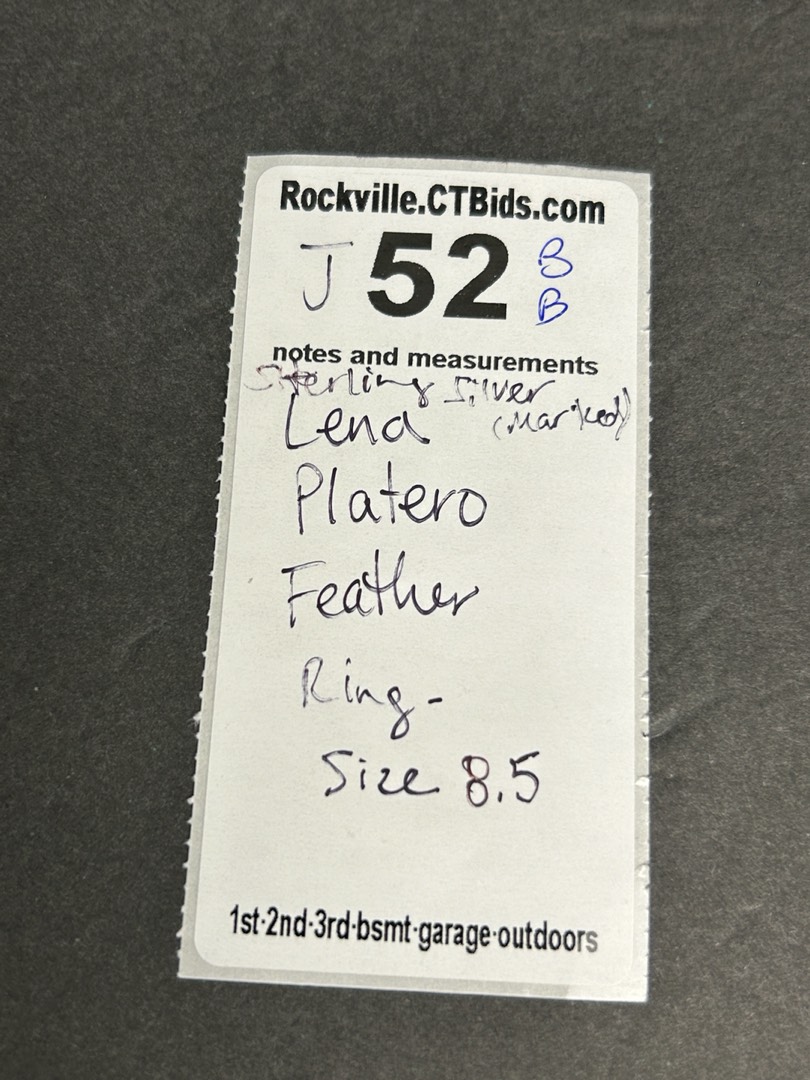 Rockville.CTBids.com
J 52 B
B
notes and measurements
Sterling Silver
Lena (Marked)
Platero
Feather
Ring-
Size 8.5
1st·2nd·3rd·bsmt·garage·outdoors